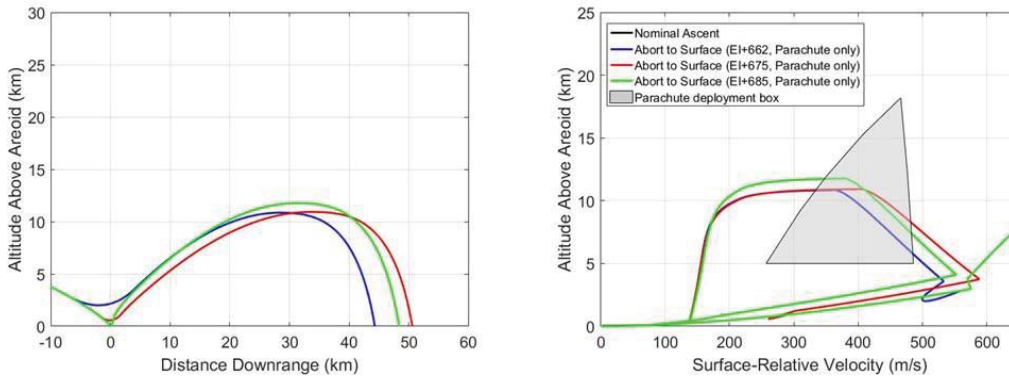 30
25
20
15
10
5
0
Altitude Above Areoid (km)
-10 0 10 20 30 40 50 60
Distance Downrange (km)
25
20
15
10
5
0
Altitude Above Areoid (km)
Nominal Ascent
Abort to Surface (EI+662, Parachute only)
Abort to Surface (EI+675, Parachute only)
Abort to Surface (EI+685, Parachute only)
Parachute deployment box
0 100 200 300 400 500 600
Surface-Relative Velocity (m/s)